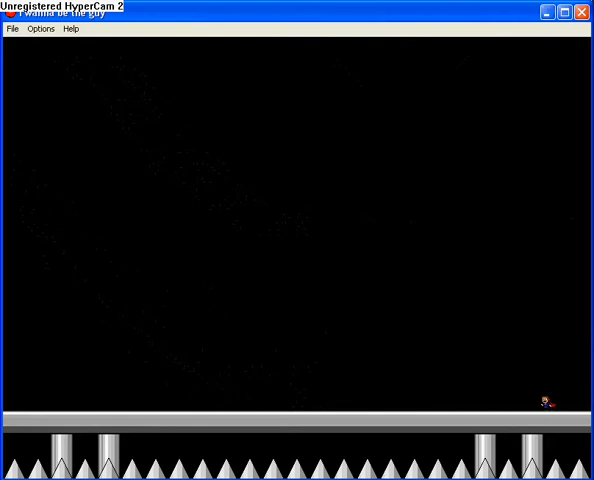 Unregistered HyperCam 2
I wanna be the guy
File Options Help